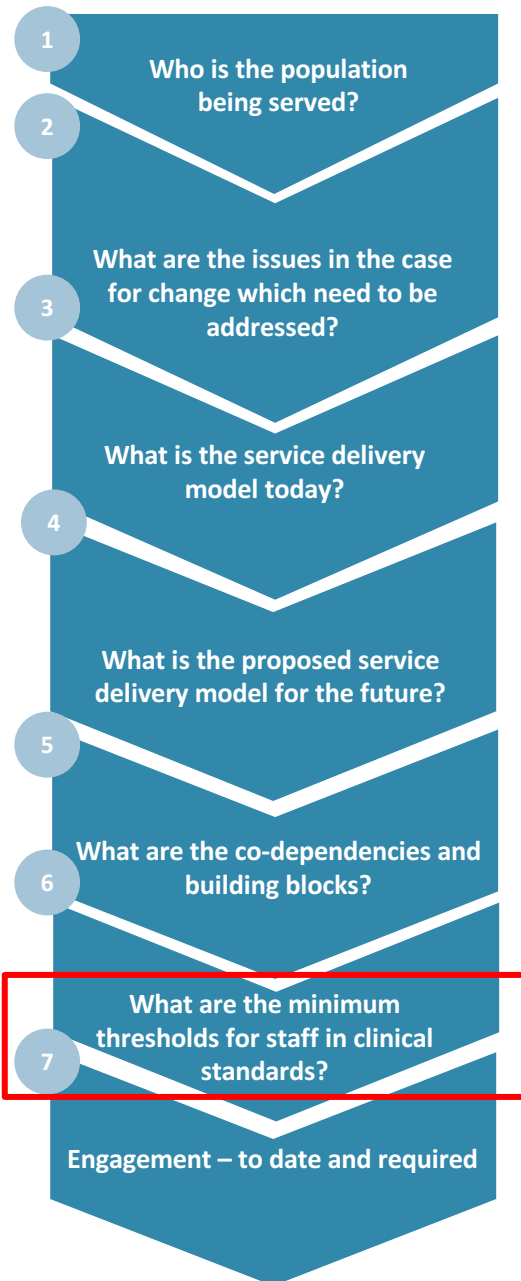 1
Who is the population
being served?
2
What are the issues in the case
for change which need to be
addressed?
3
What is the service delivery
model today?
4
What is the proposed service
delivery model for the future?
5
What are the co-dependencies and
building blocks?
6
What are the minimum
thresholds for staff in clinical
standards?
7
Engagement – to date and required